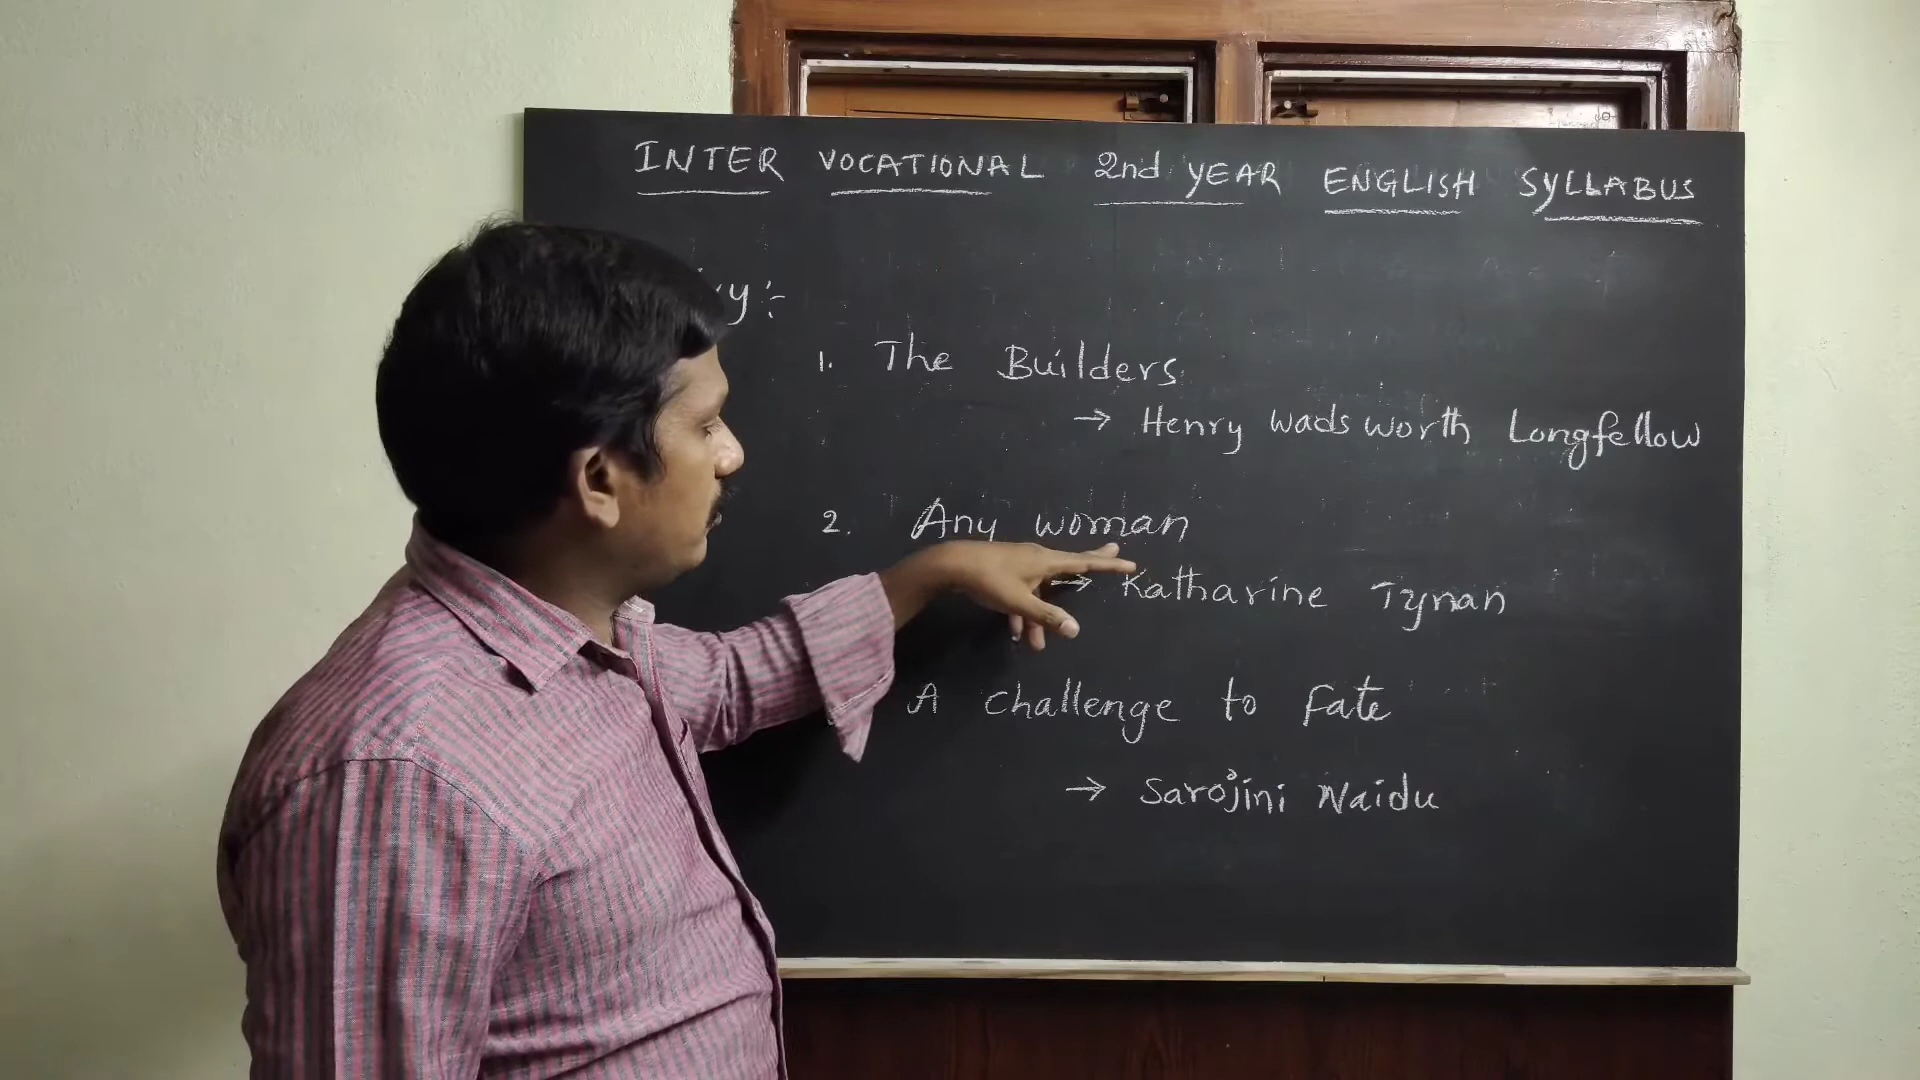 INTER VOCATIONAL 2nd YEAR ENGLISH SYLLABUS
1. The Builders
→ Henry Wadsworth Longfellow
2. Any woman
→ Katharine Tynan
A challenge to Fate
→ Sarojini Naidu